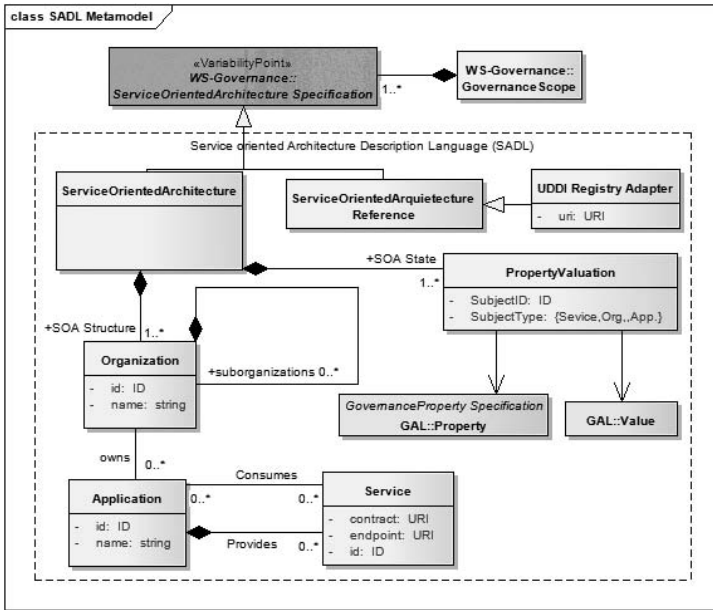 class SADL Metamodel
«VariabilityPoint»
WS-Governance::
ServiceOrientedArchitecture Specification
1..*
WS-Governance::
GovernanceScope
Service oriented Architecture Description Language (SADL)
ServiceOrientedArchitecture
ServiceOrientedArquietecture
Reference
UDDI Registry Adapter
- uri: URI
+SOA State
1..*
PropertyValuation
- SubjectID: ID
- SubjectType: {Sevice,Org,,App.}
+SOA Structure
1..*
Organization
- id: ID
- name: string
+suborganizations 0..*
GovernanceProperty Specification
GAL::Property
GAL::Value
owns
0..*
Application
- id: ID
- name: string
Consumes
0..*
0..*
Provides
0..*
Service
- contract: URI
- endpoint: URI
- id: ID